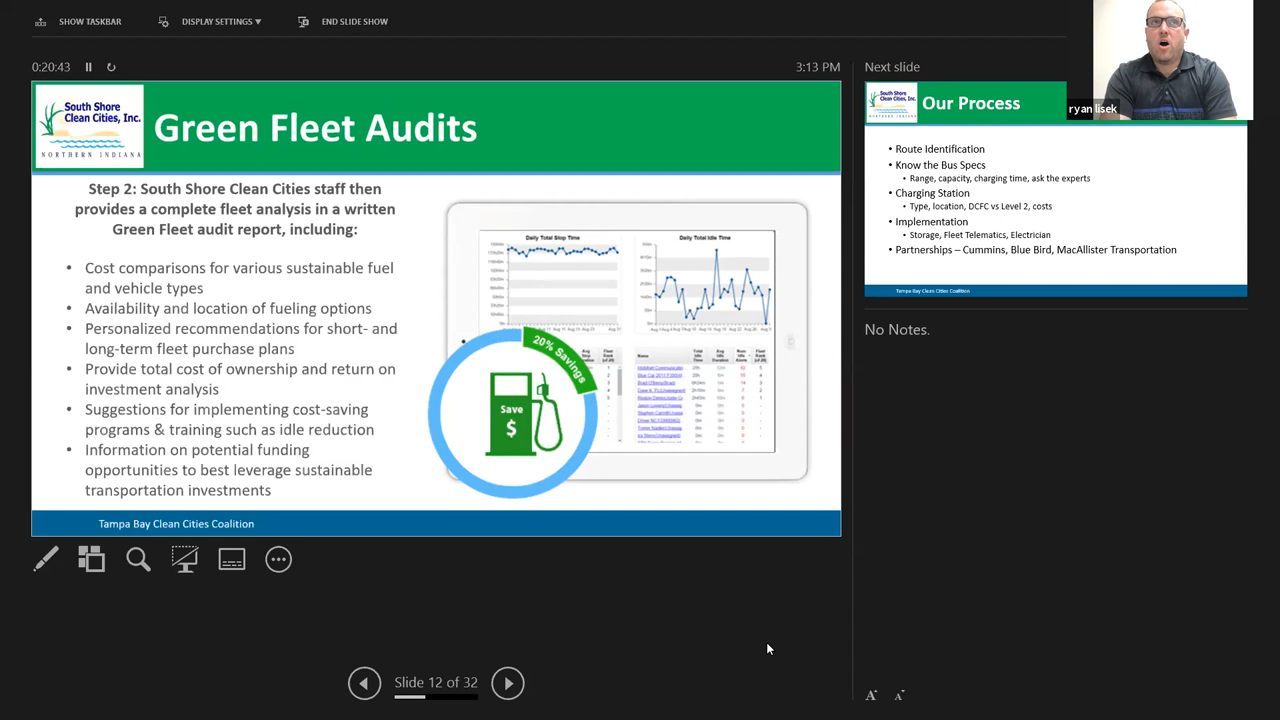 SHOW TASKBAR
DISPLAY SETTINGS
END SLIDE SHOW
0:20:43
3:13 PM
South Shore
Clean Cities, Inc.
NORTHERN INDIANA
Green Fleet Audits
Step 2: South Shore Clean Cities staff then
provides a complete fleet analysis in a written
Green Fleet audit report, including:
• Cost comparisons for various sustainable fuel
and vehicle types
• Availability and location of fueling options
• Personalized recommendations for short- and
long-term fleet purchase plans
• Provide total cost of ownership and return on
investment analysis
• Suggestions for implementing cost-saving
programs & training such as idle reduction
• Information on potential funding
opportunities to best leverage sustainable
transportation investments
Daily Total Stop Time
Daily Total Idle Time
20% Savings
Save
$
Tampa Bay Clean Cities Coalition
Slide 12 of 32
Next slide
ryan lisek
South Shore
Clean Cities, Inc.
Our Process
• Route Identification
• Know the Bus Specs
• Range, capacity, charging time, ask the experts
• Charging Station
• Type, location, DCFC vs Level 2, costs
• Implementation
• Storage, Fleet Telematics, Electrician
• Partnerships – Cummins, Blue Bird, MacAllister Transportation
Tampa Bay Clean Cities Coalition
No Notes.
A A